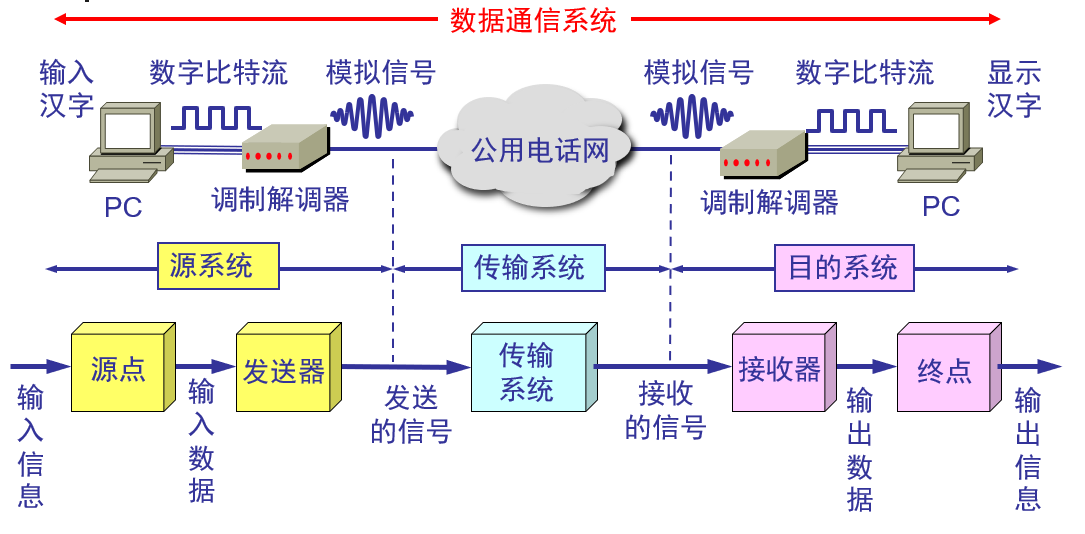 数据通信系统
输入
汉字
数字比特流
模拟信号
公用电话网
模拟信号
数字比特流
显示
汉字
PC
调制解调器
调制解调器
PC
源系统
传输系统
目的系统
源点
发送器
传输
系统
接收器
终点
输入信息
输入数据
发送
的信号
接收
的信号
输出数据
输出信息